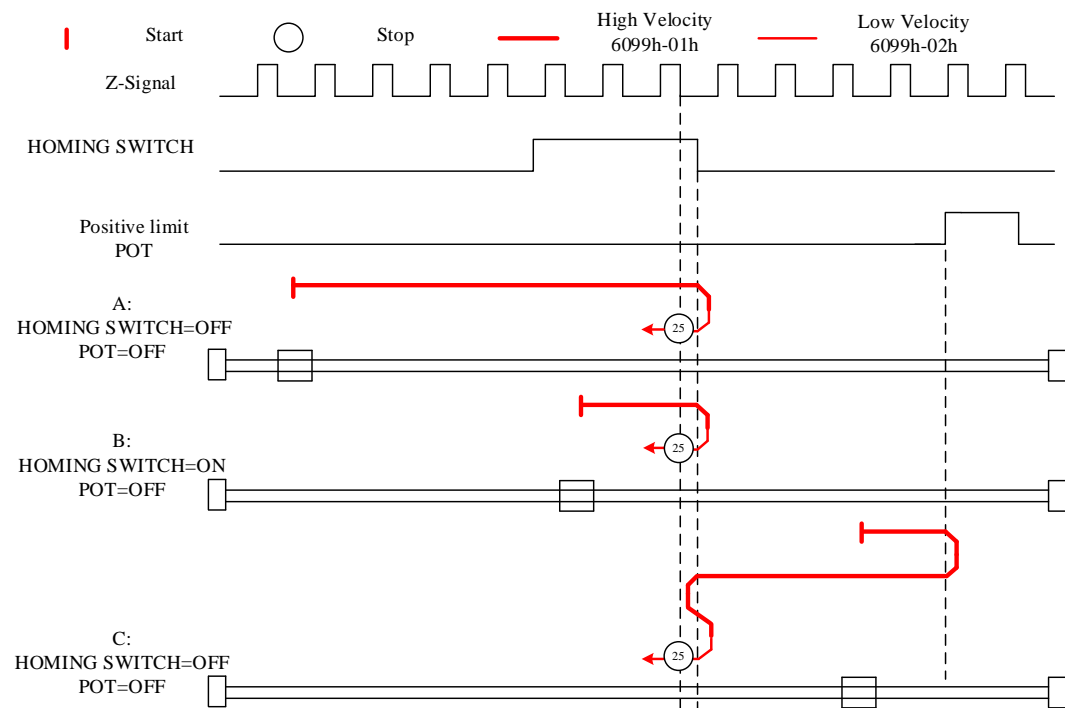 Start
Stop
High Velocity
6099h-01h
Low Velocity
6099h-02h
Z-Signal
HOMING SWITCH
Positive limit
POT
A:
HOMING SWITCH=OFF
POT=OFF
25
B:
HOMING SWITCH=ON
POT=OFF
25
C:
HOMING SWITCH=OFF
POT=OFF
25